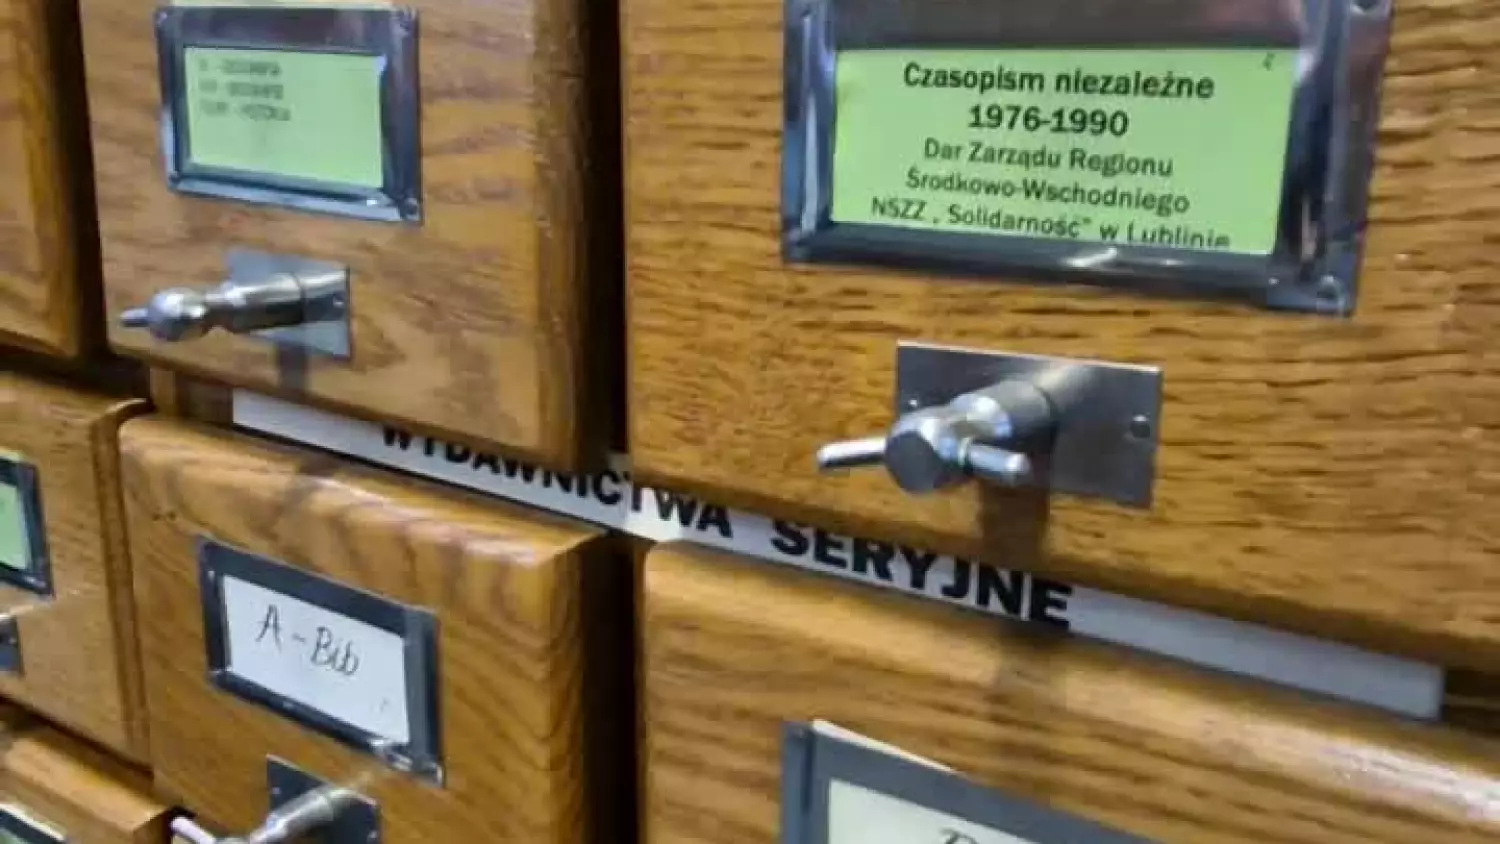 Czasopism niezależne
1976-1990
Dar Zarządu Regionu
Środkowo-Wschodniego
NSZZ „Solidarność” w Lublinie
WYDAWNICTWA SERYJNE
A - Bib